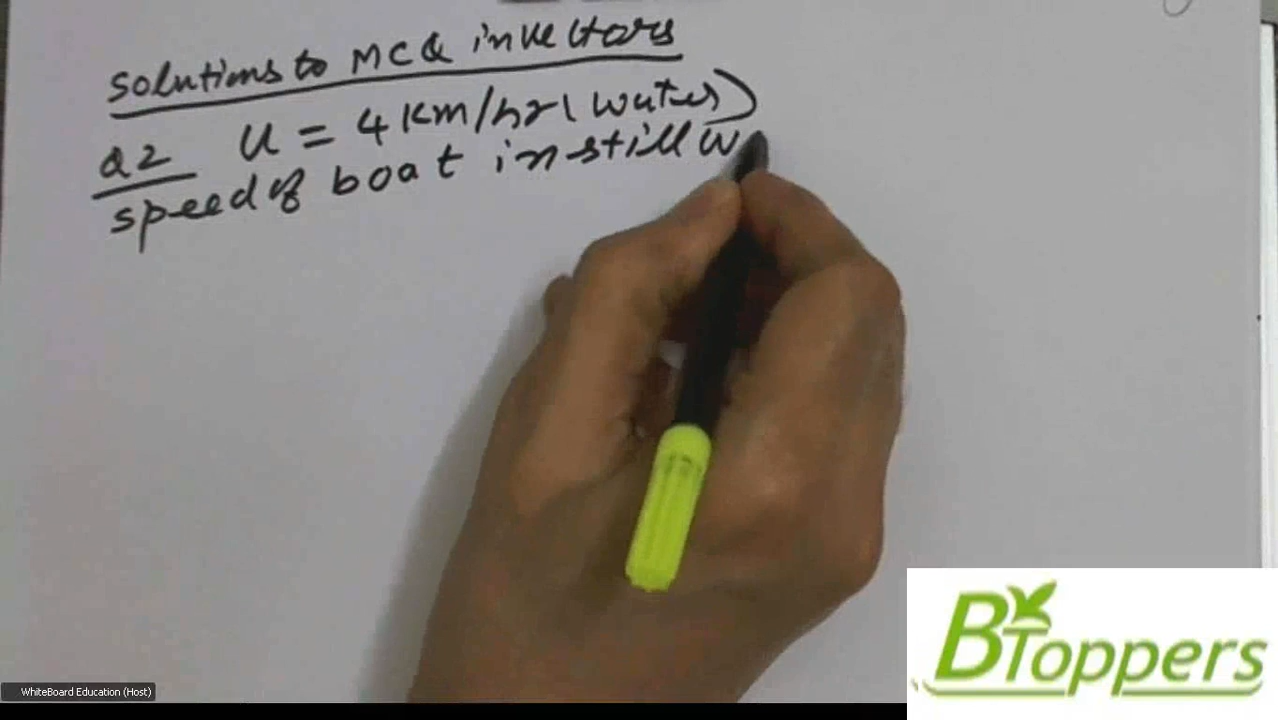 Solutions to MCQ in vectors
Q2 U = 4 Km/hr (water)
speed of boat in still w
WhiteBoard Education (Host)
BToppers